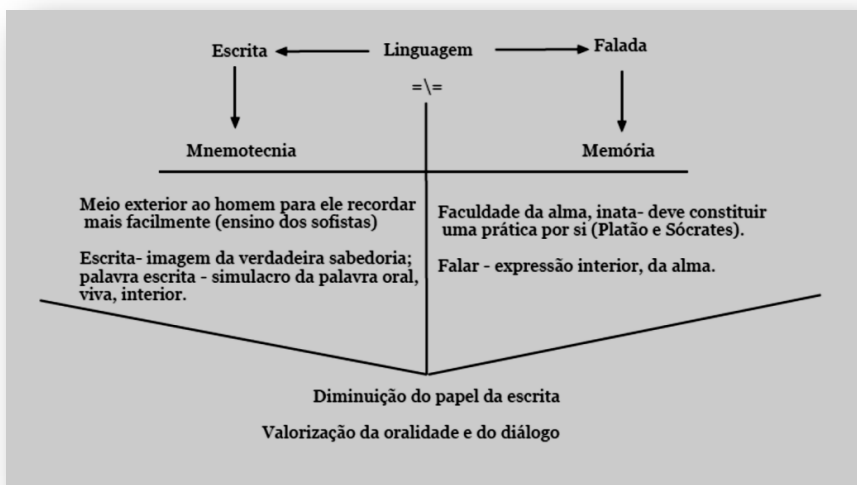 Escrita Linguagem Falada
=\=
Mnemotecnia Memória
Meio exterior ao homem para ele recordar
mais facilmente (ensino dos sofistas)
Escrita- imagem da verdadeira sabedoria;
palavra escrita - simulacro da palavra oral,
viva, interior.
Faculdade da alma, inata- deve constituir
uma prática por si (Platão e Sócrates).
Falar - expressão interior, da alma.
Diminuição do papel da escrita
Valorização da oralidade e do diálogo